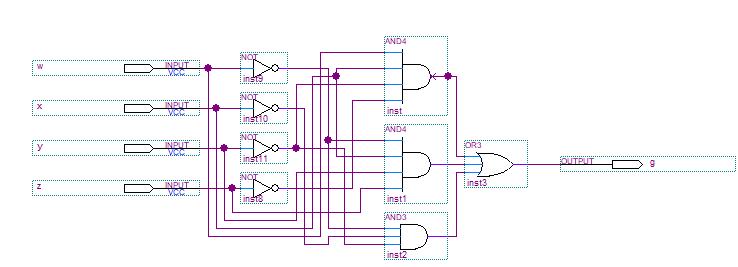 AND4
NOT
w INPUT
VCC
inst9
NOT
x INPUT
VCC
inst10
inst
NOT
AND4
y INPUT
VCC
inst11
OR3
NOT
OUTPUT g
z INPUT
VCC
inst8
inst3
inst1
AND3
inst2